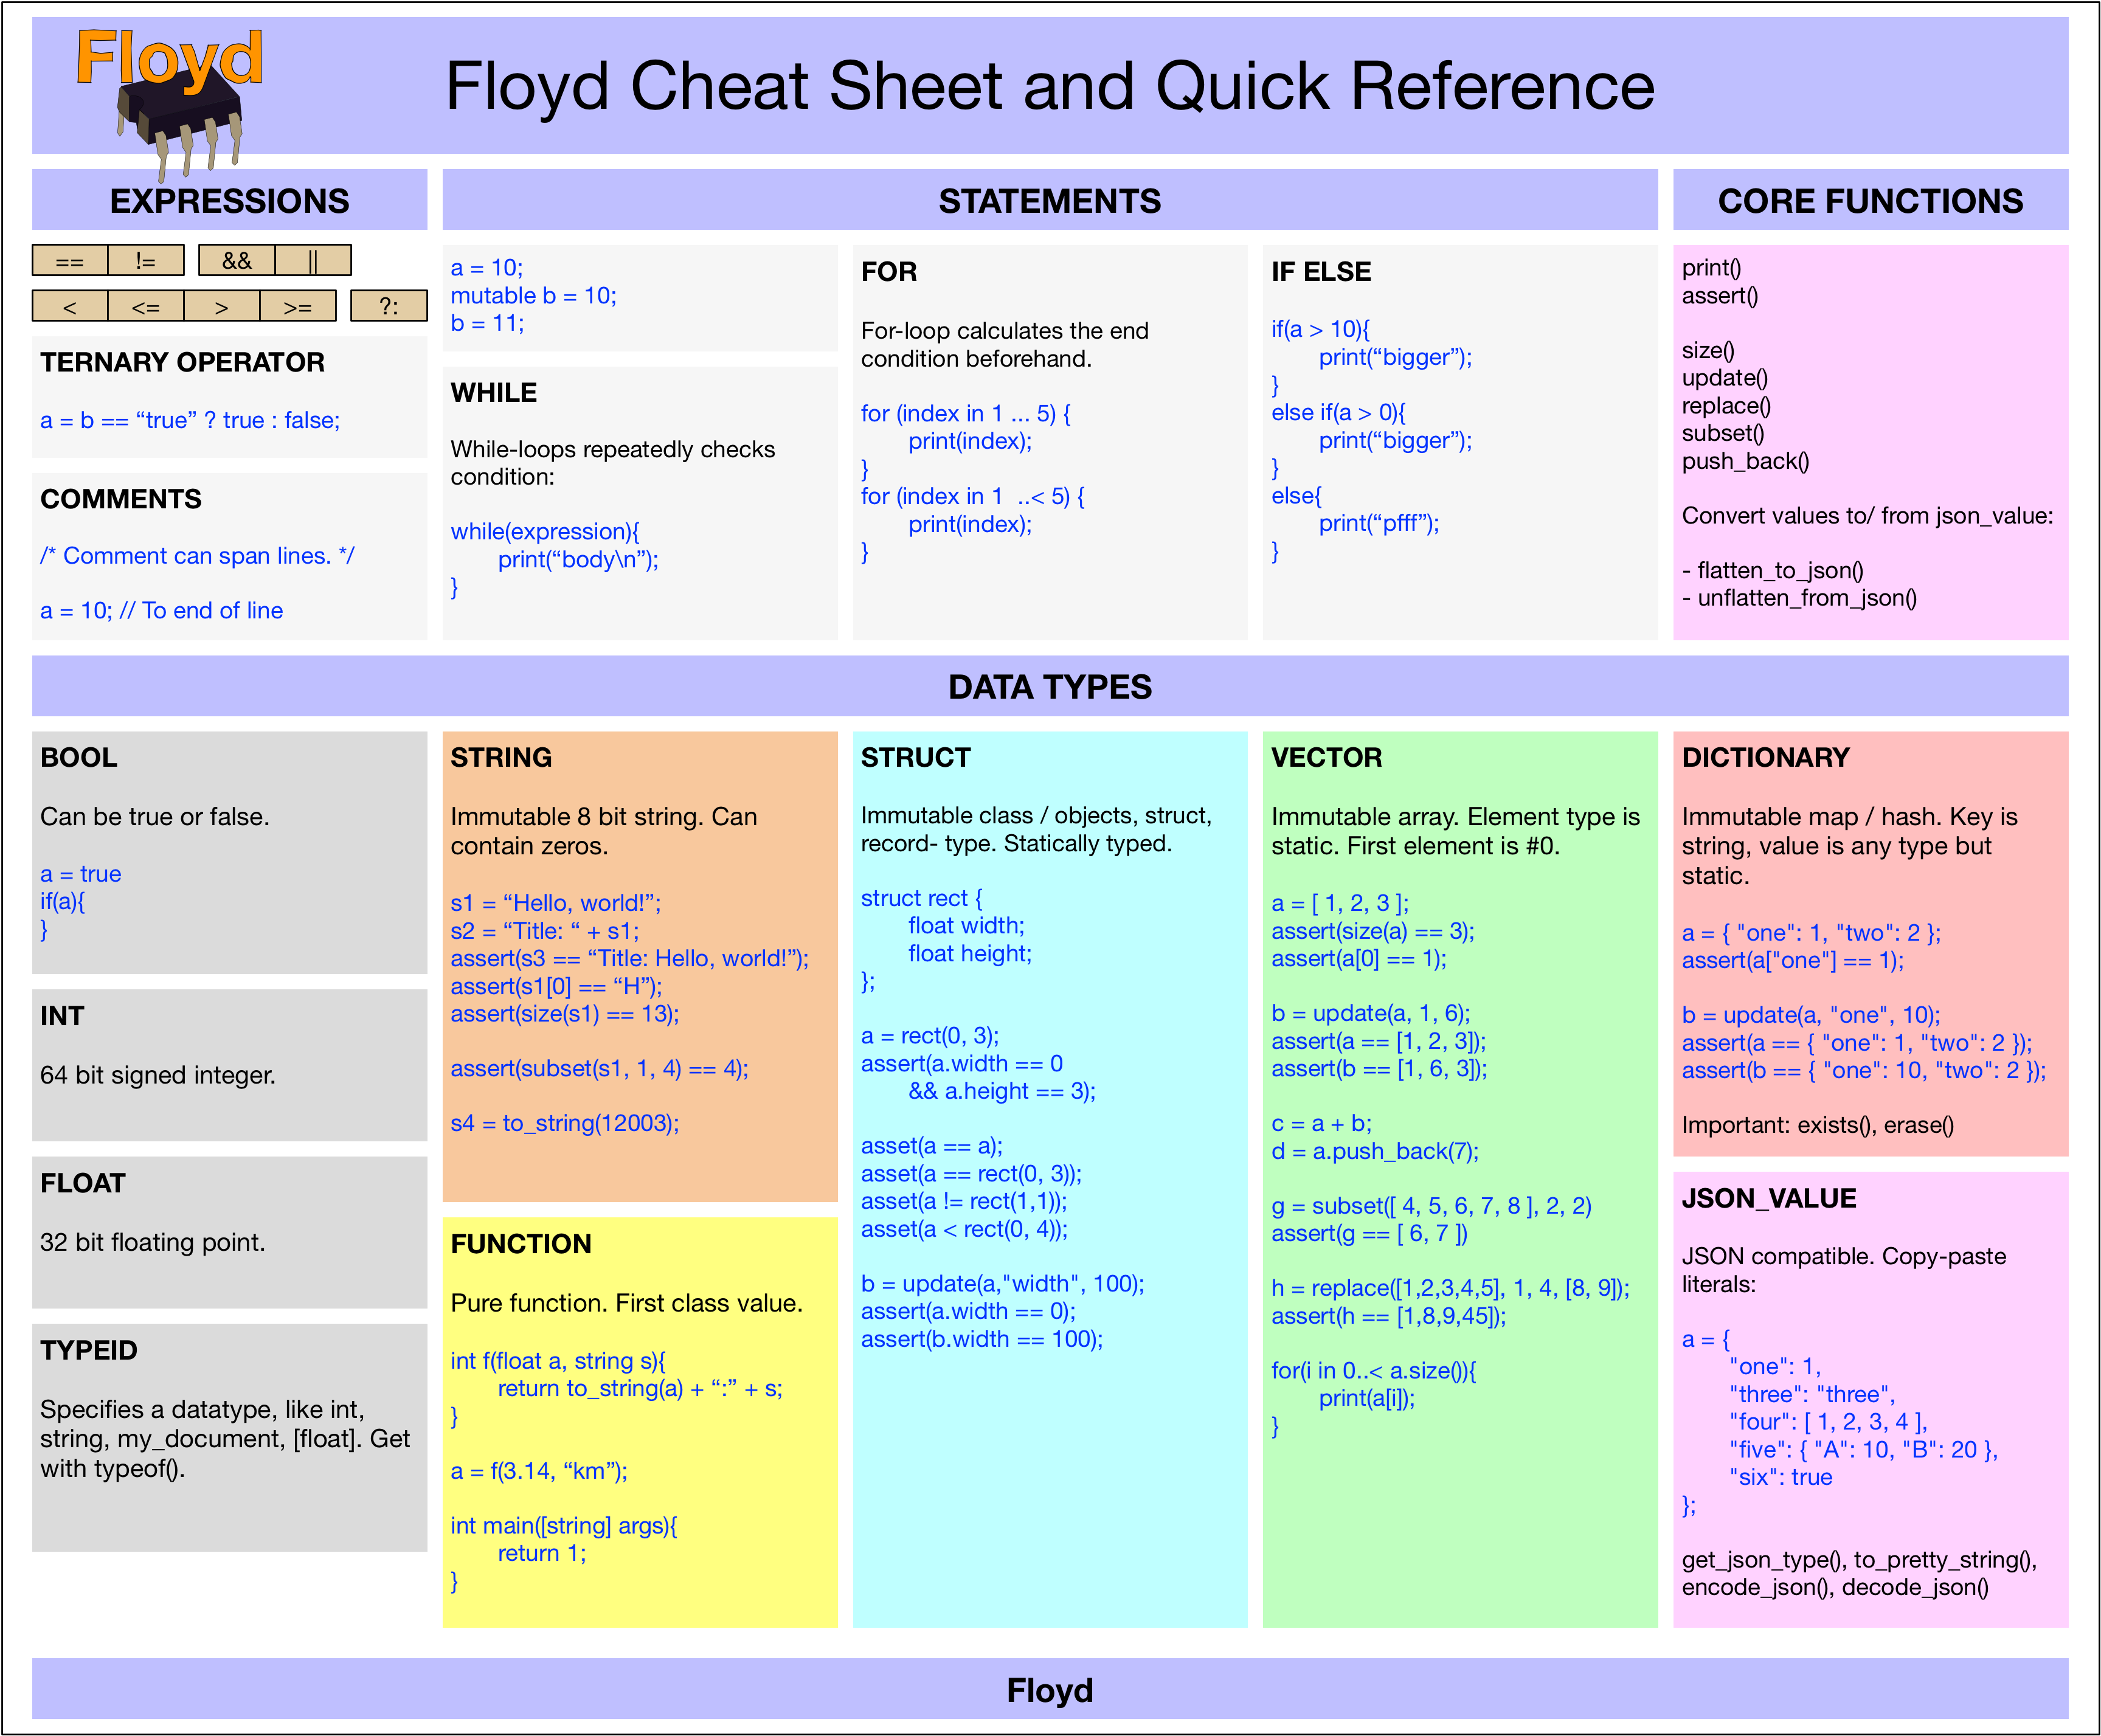 Floyd
Floyd Cheat Sheet and Quick Reference
EXPRESSIONS
== != && ||
< <= > >= ?:
TERNARY OPERATOR
a = b == “true” ? true : false;
COMMENTS
/* Comment can span lines. */
a = 10; // To end of line
STATEMENTS
a = 10;
mutable b = 10;
b = 11;
WHILE
While-loops repeatedly checks
condition:
while(expression){
print(“body\n”);
}
FOR
For-loop calculates the end
condition beforehand.
for (index in 1 ... 5) {
print(index);
}
for (index in 1  ..< 5) {
print(index);
}
IF ELSE
if(a > 10){
print(“bigger”);
}
else if(a > 0){
print(“bigger”);
}
else{
print(“pfff”);
}
CORE FUNCTIONS
print()
assert()
size()
update()
replace()
subset()
push_back()
Convert values to/ from json_value:
- flatten_to_json()
- unflatten_from_json()
DATA TYPES
BOOL
Can be true or false.
a = true
if(a){
}
INT
64 bit signed integer.
FLOAT
32 bit floating point.
TYPEID
Specifies a datatype, like int,
string, my_document, [float]. Get
with typeof().
STRING
Immutable 8 bit string. Can
contain zeros.
s1 = “Hello, world!”;
s2 = “Title: “ + s1;
assert(s3 == “Title: Hello, world!”);
assert(s1[0] == “H”);
assert(size(s1) == 13);
assert(subset(s1, 1, 4) == 4);
s4 = to_string(12003);
FUNCTION
Pure function. First class value.
int f(float a, string s){
return to_string(a) + “:” + s;
}
a = f(3.14, “km”);
int main([string] args){
return 1;
}
STRUCT
Immutable class / objects, struct,
record- type. Statically typed.
struct rect {
float width;
float height;
};
a = rect(0, 3);
assert(a.width == 0
&& a.height == 3);
asset(a == a);
asset(a == rect(0, 3));
asset(a != rect(1,1));
asset(a < rect(0, 4));
b = update(a,"width", 100);
assert(a.width == 0);
assert(b.width == 100);
VECTOR
Immutable array. Element type is
static. First element is #0.
a = [ 1, 2, 3 ];
assert(size(a) == 3);
assert(a[0] == 1);
b = update(a, 1, 6);
assert(a == [1, 2, 3]);
assert(b == [1, 6, 3]);
c = a + b;
d = a.push_back(7);
g = subset([ 4, 5, 6, 7, 8 ], 2, 2)
assert(g == [ 6, 7 ])
h = replace([1,2,3,4,5], 1, 4, [8, 9]);
assert(h == [1,8,9,45]);
for(i in 0..< a.size()){
print(a[i]);
}
DICTIONARY
Immutable map / hash. Key is
string, value is any type but
static.
a = { "one": 1, "two": 2 };
assert(a["one"] == 1);
b = update(a, "one", 10);
assert(a == { "one": 1, "two": 2 });
assert(b == { "one": 10, "two": 2 });
Important: exists(), erase()
JSON_VALUE
JSON compatible. Copy-paste
literals:
a = {
"one": 1,
"three": "three",
"four": [ 1, 2, 3, 4 ],
"five": { "A": 10, "B": 20 },
"six": true
};
get_json_type(), to_pretty_string(),
encode_json(), decode_json()
Floyd